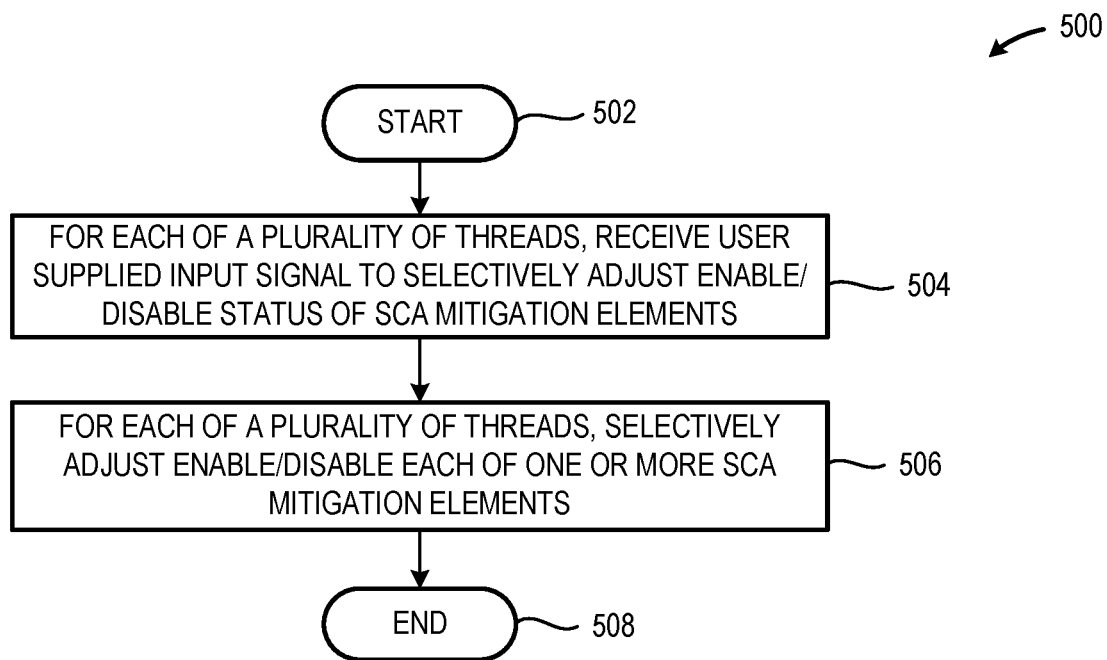 500
START
502
FOR EACH OF A PLURALITY OF THREADS, RECEIVE USER
SUPPLIED INPUT SIGNAL TO SELECTIVELY ADJUST ENABLE/
DISABLE STATUS OF SCA MITIGATION ELEMENTS
504
FOR EACH OF A PLURALITY OF THREADS, SELECTIVELY
ADJUST ENABLE/DISABLE EACH OF ONE OR MORE SCA
MITIGATION ELEMENTS
506
END
508